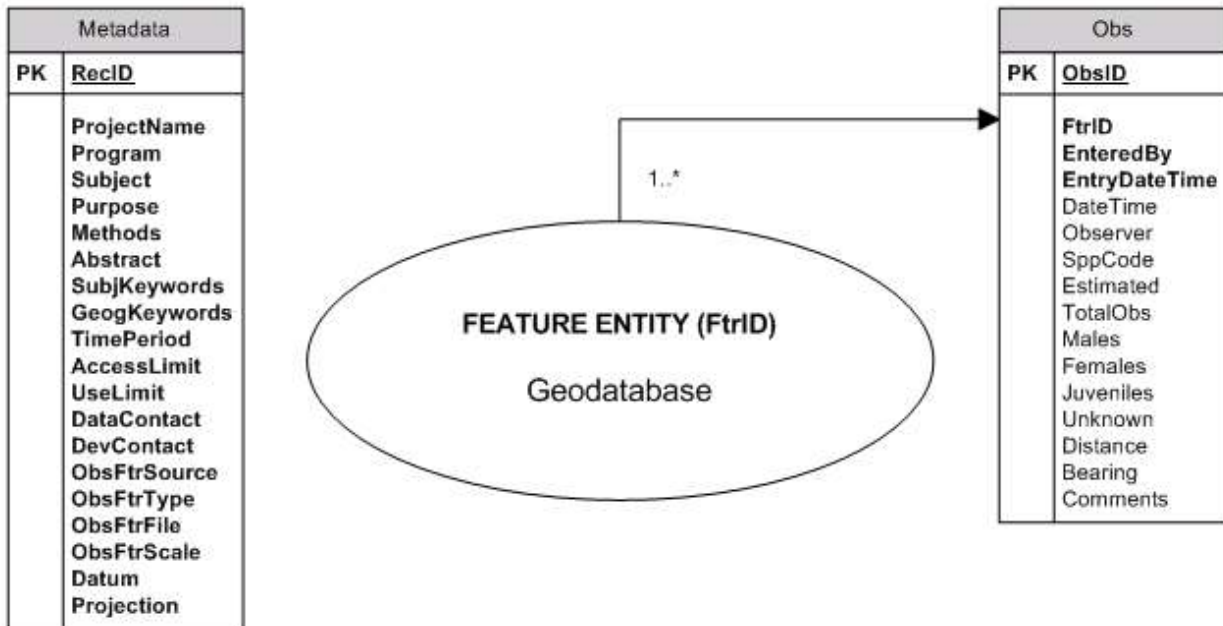 Metadata
PK RecID
ProjectName
Program
Subject
Purpose
Methods
Abstract
SubjKeywords
GeogKeywords
TimePeriod
AccessLimit
UseLimit
DataContact
DevContact
ObsFtrSource
ObsFtrType
ObsFtrFile
ObsFtrScale
Datum
Projection
1..*
FEATURE ENTITY (FtrID)
Geodatabase
Obs
PK ObsID
FtrID
EnteredBy
EntryDateTime
DateTime
Observer
SppCode
Estimated
TotalObs
Males
Females
Juveniles
Unknown
Distance
Bearing
Comments